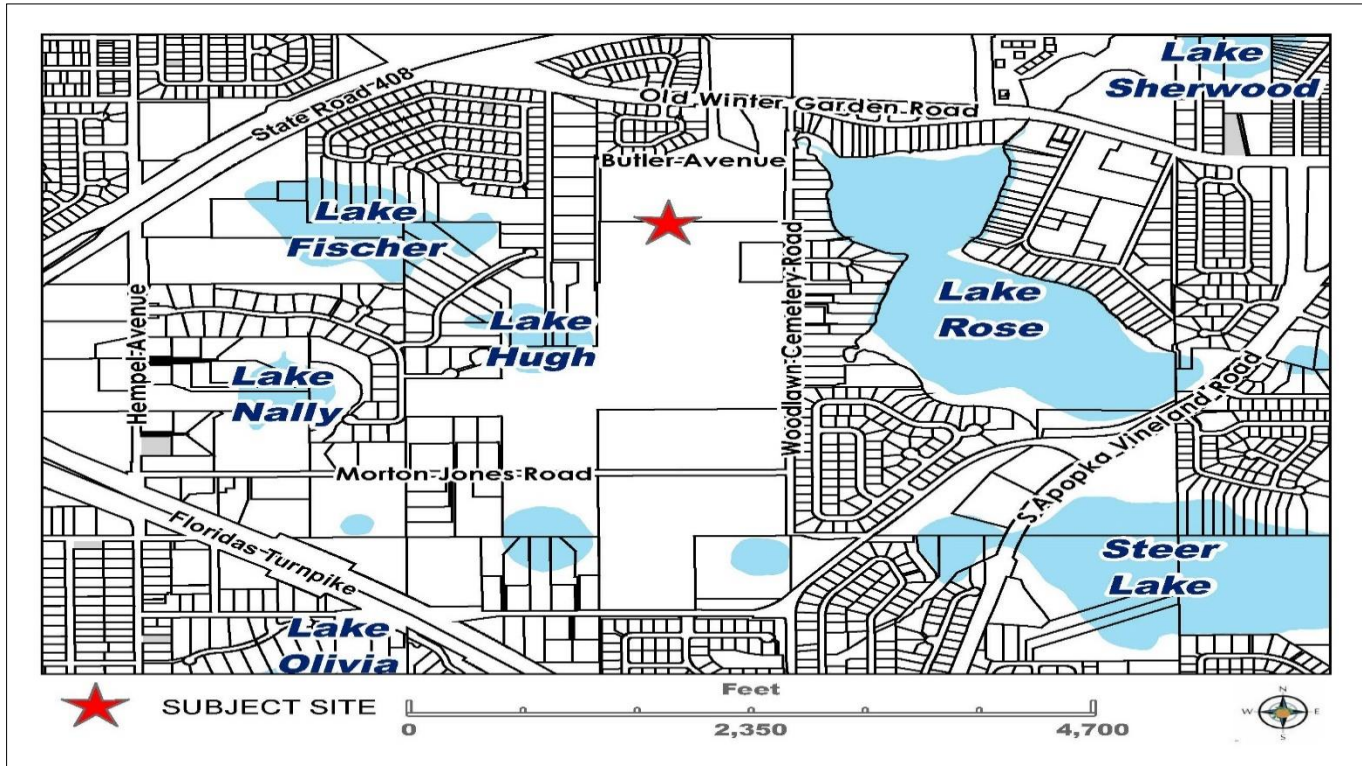 Lake
Sherwood
State Road 408
Old Winter Garden Road
Butler Avenue
Lake
Fischer
Hempel Avenue
Woodlawn Cemetery Road
Lake
Rose
Lake
Hugh
Lake
Nally
S Apopka Vineland Road
Morton Jones Road
Floridas Turnpike
Steer
Lake
Lake
Olivia
SUBJECT SITE
Feet
0
2,350
4,700
N
W
E
S